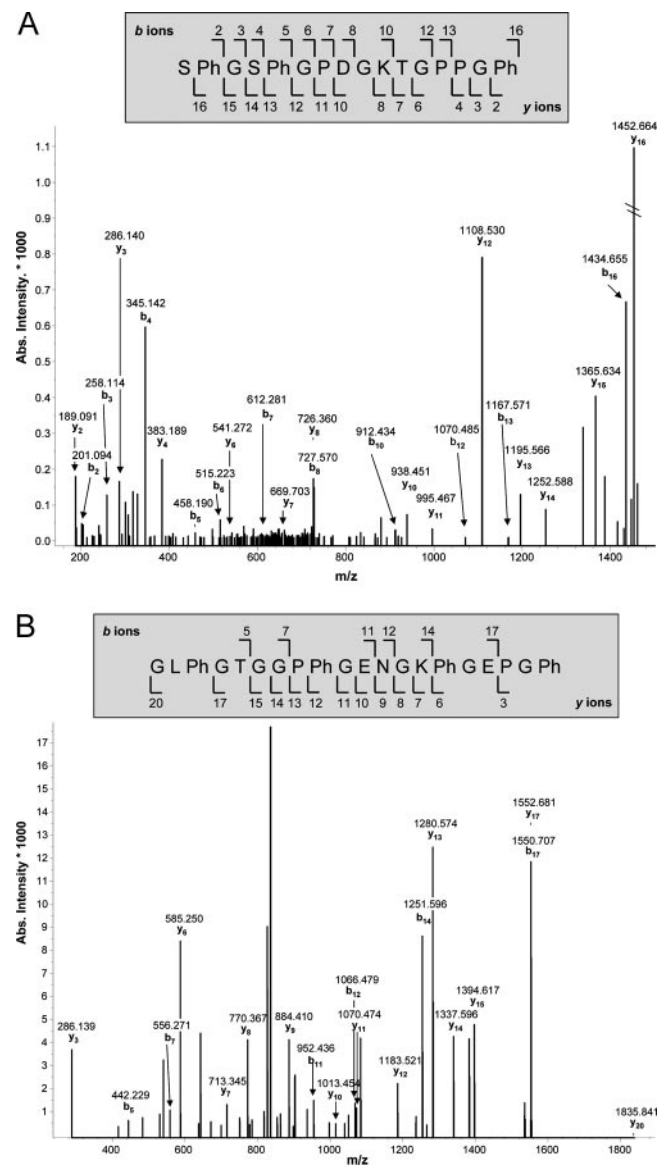 A
b ions 2 3 4 5 6 7 8 10 12 13 16
S Ph G S Ph G P D G K T G P P G Ph
16 15 14 13 12 11 10 8 7 6 4 3 2 y ions
1452.664
y16
1.1
1.0
0.9
0.8
0.7
0.6
0.5
0.4
0.3
0.2
0.1
0.0
Abs. Intensity. * 1000
286.140
y3
1108.530
y12
1434.655
b16
345.142
b4
258.114
b3
1365.634
y15
612.281
b7
726.360
y8
1167.571
b13
189.091
y2
383.189
y4
541.272
y6
912.434
b10
1070.485
b12
201.094
b2
515.223
b6
727.570
b8
938.451
y10
1195.566
y13
669.703
y7
995.467
y11
1252.588
y14
458.190
b5
200 400 600 800 1000 1200 1400
m/z
B
b ions 5 7 11 12 14 17
G L Ph G T G G P Ph G E N G K Ph G E P G Ph
20 17 15 14 13 12 11 10 9 8 7 6 3 y ions
17
16
15
14
13
12
11
10
9
8
7
6
5
4
3
2
1
Abs. Intensity * 1000
1552.681
y17
1280.574
y13
1550.707
b17
1251.596
b14
585.250
y6
1066.479
b12
1394.617
y15
770.367
y8
884.410
y9
1070.474
y11
1337.596
y14
286.139
y3
556.271
b7
952.436
b11
1183.521
y12
713.345
y7
1013.454
y10
442.229
b5
1835.841
y20
400 600 800 1000 1200 1400 1600 1800
m/z